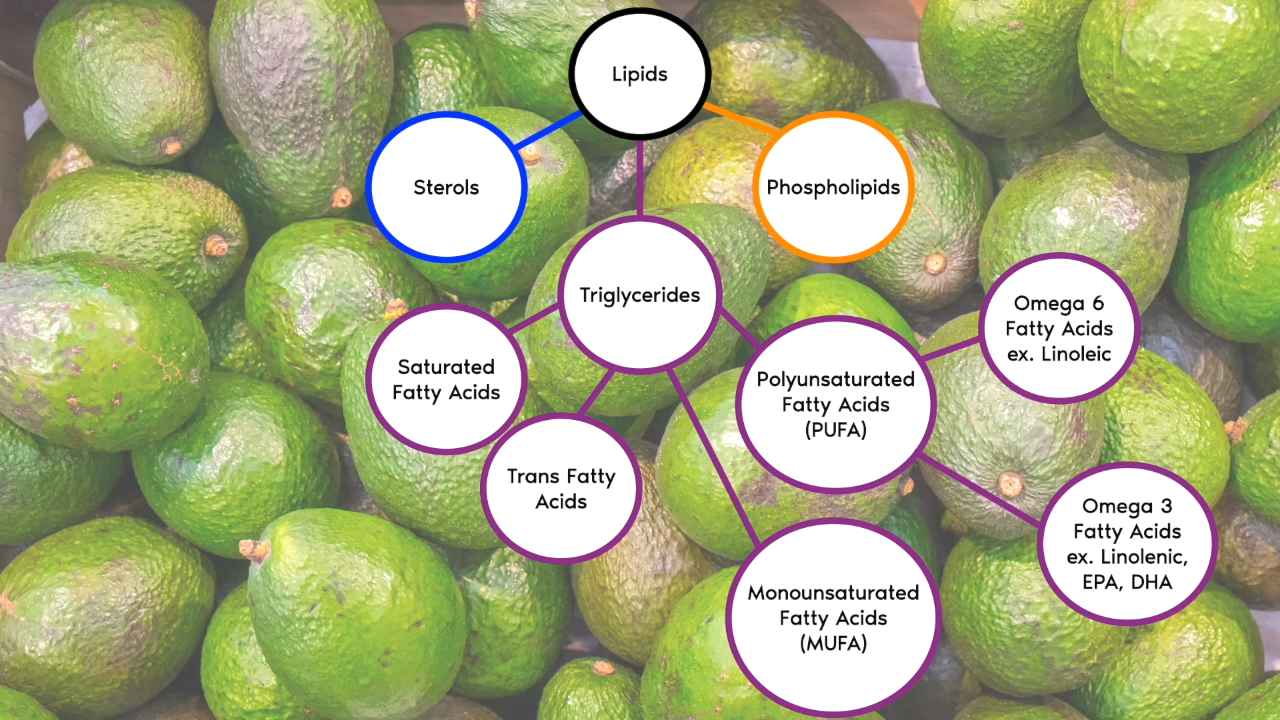 Lipids
Sterols
Phospholipids
Triglycerides
Saturated
Fatty Acids
Trans Fatty
Acids
Polyunsaturated
Fatty Acids
(PUFA)
Monounsaturated
Fatty Acids
(MUFA)
Omega 6
Fatty Acids
ex. Linoleic
Omega 3
Fatty Acids
ex. Linolenic,
EPA, DHA